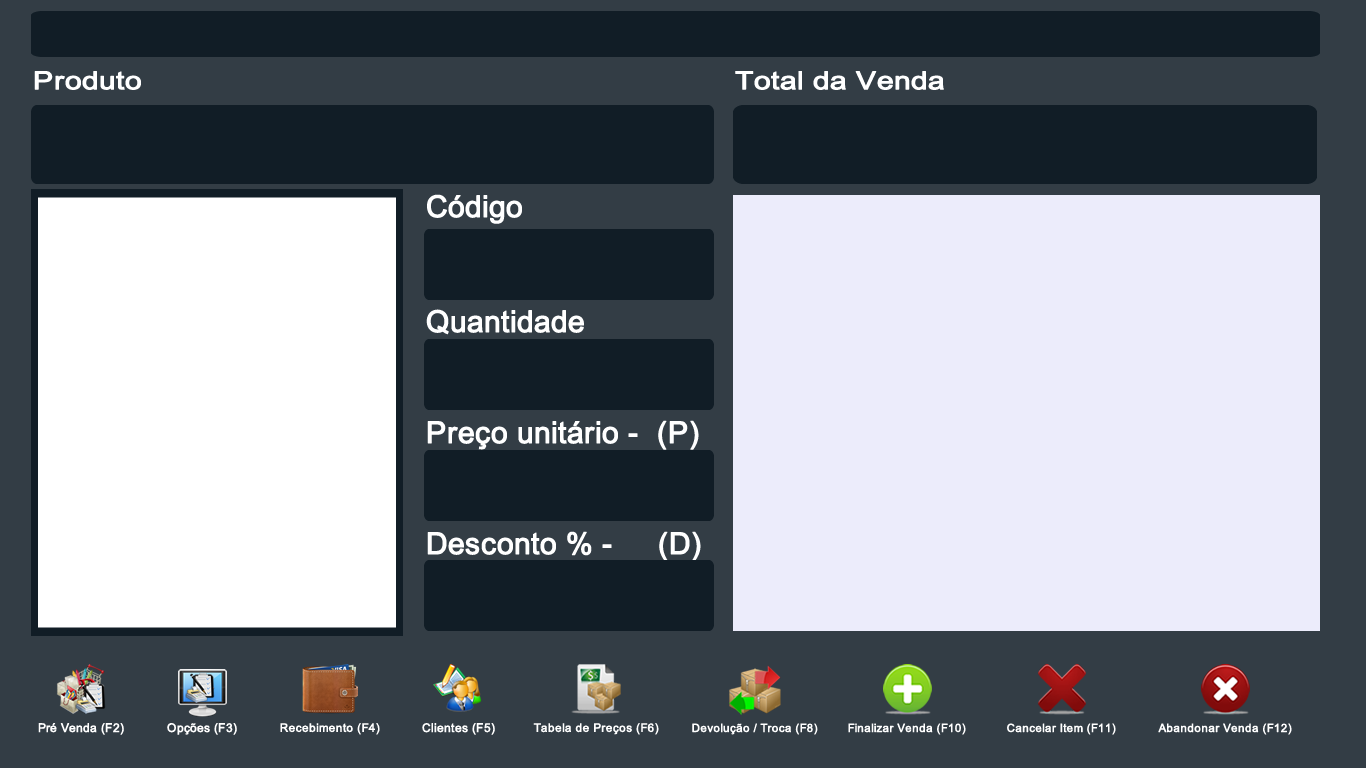 Produto
Total da Venda
Código
Quantidade
Preço unitário - (P)
Desconto % - (D)
VISA
Pré Venda (F2)
Opções (F3)
Recebimento (F4)
Clientes (F5)
Tabela de Preços (F6)
Devolução / Troca (F8)
Finalizar Venda (F10)
Cancelar Item (F11)
Abandonar Venda (F12)